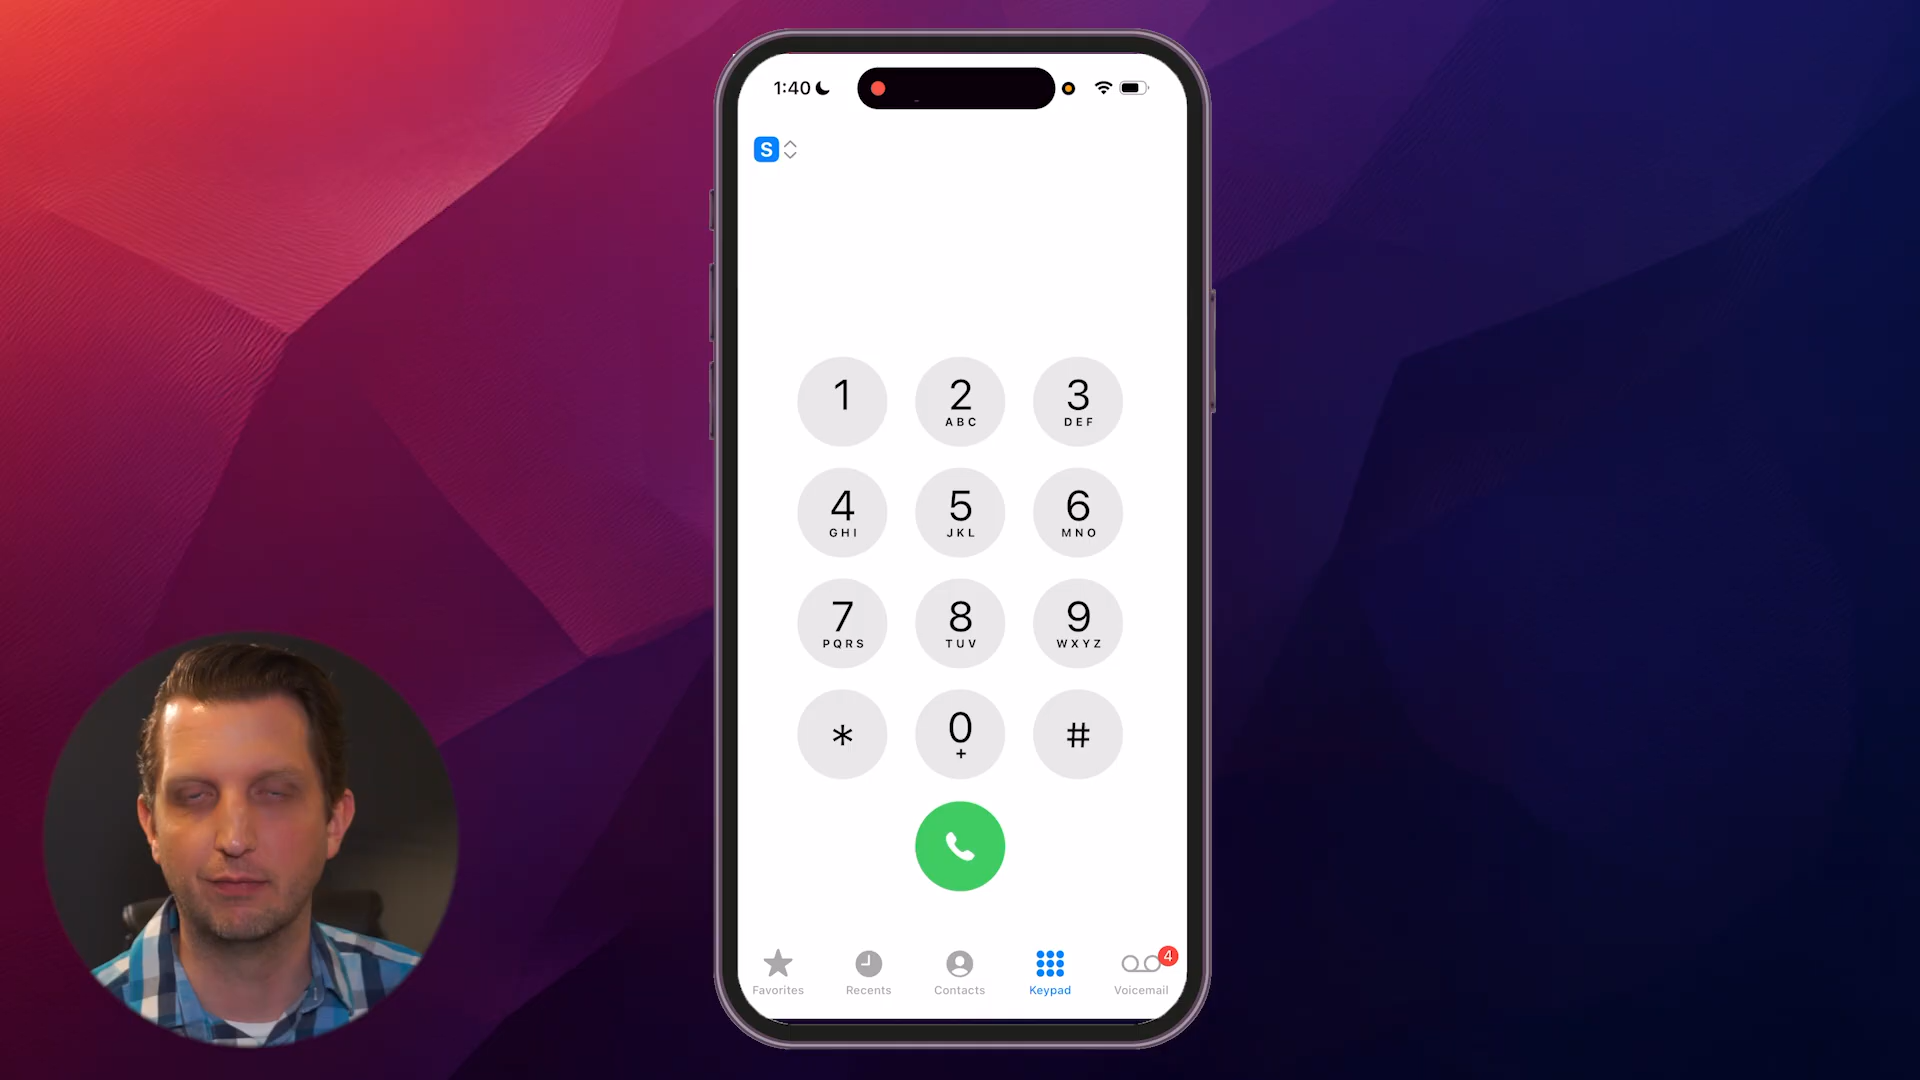 1:40
S
1 2 3
ABC DEF
4 5 6
GHI JKL MNO
7 8 9
PQRS TUV WXYZ
* 0 #
+
4
Favorites Recents Contacts Keypad Voicemail